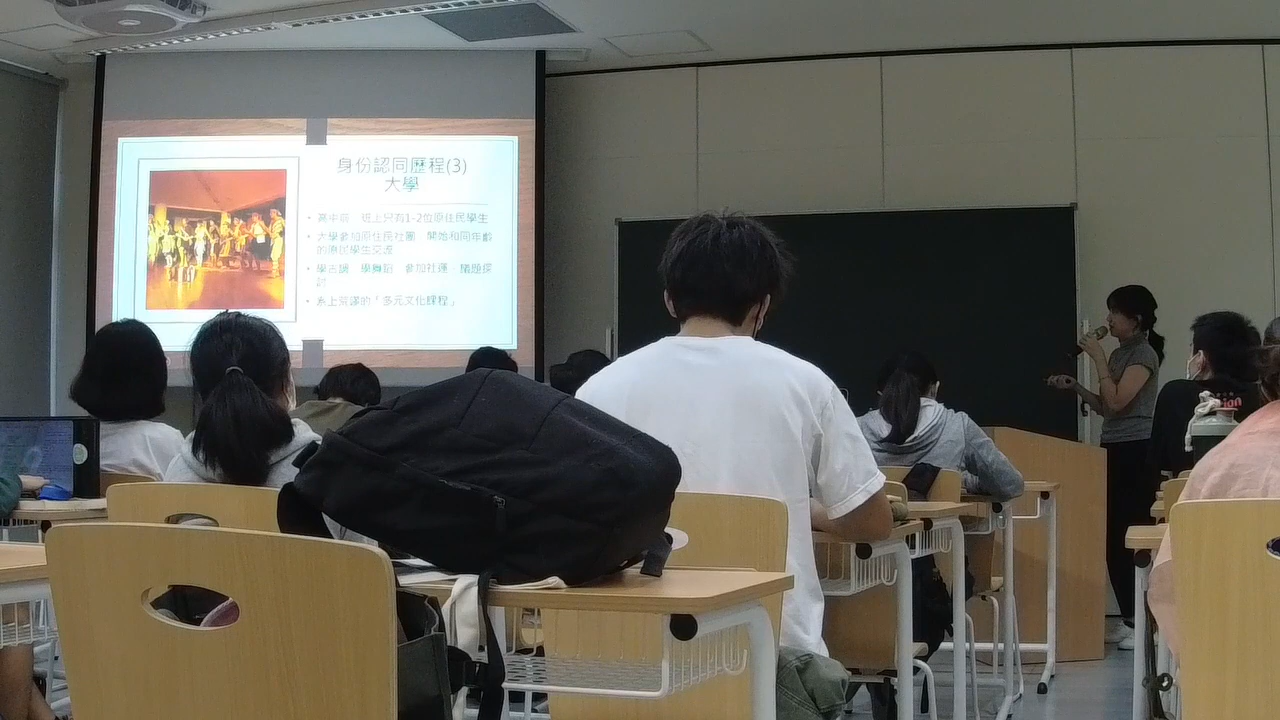 身份認同歷程(3)
大學
• 高中前 班上只有1-2位原住民學生
• 大學參加原住民社團 開始和同年齡
的原民學生交流
• 學古調 學舞蹈 參加社運 議題探
討
• 系上荒謬的「多元文化課程」